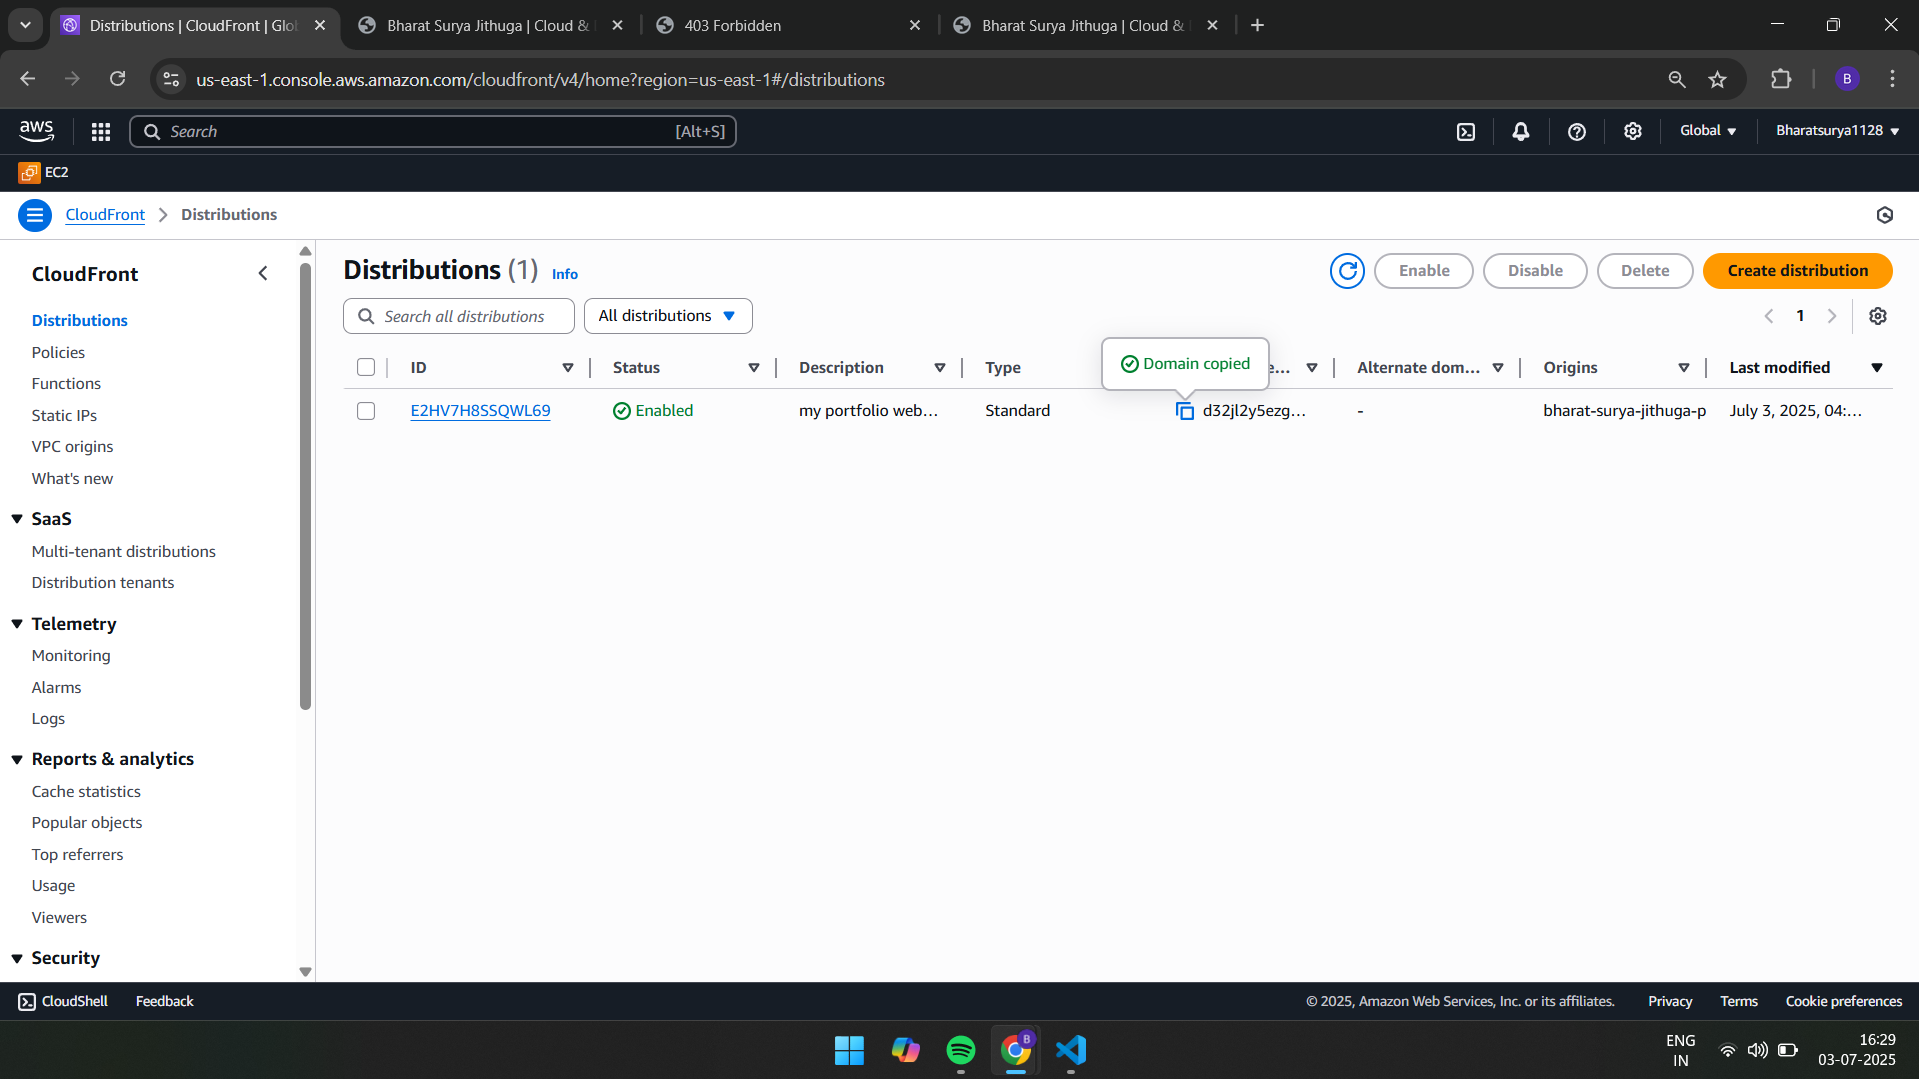 Distributions | CloudFront | Glo
Bharat Surya Jithuga | Cloud &
403 Forbidden
Bharat Surya Jithuga | Cloud &
us-east-1.console.aws.amazon.com/cloudfront/v4/home?region=us-east-1#/distributions
B
aws
Search
[Alt+S]
Global
Bharatsurya1128
EC2
CloudFront
Distributions
CloudFront
Distributions
Policies
Functions
Static IPs
VPC origins
What's new
SaaS
Multi-tenant distributions
Distribution tenants
Telemetry
Monitoring
Alarms
Logs
Reports & analytics
Cache statistics
Popular objects
Top referrers
Usage
Viewers
Security
Distributions (1) Info
Enable
Disable
Delete
Create distribution
Search all distributions
All distributions
1
Domain copied
ID
Status
Description
Type
e...
Alternate dom...
Origins
Last modified
E2HV7H8SSQWL69
Enabled
my portfolio web...
Standard
d32jl2y5ezg...
-
bharat-surya-jithuga-p
July 3, 2025, 04:...
CloudShell
Feedback
© 2025, Amazon Web Services, Inc. or its affiliates.
Privacy
Terms
Cookie preferences
B
ENG
IN
16:29
03-07-2025